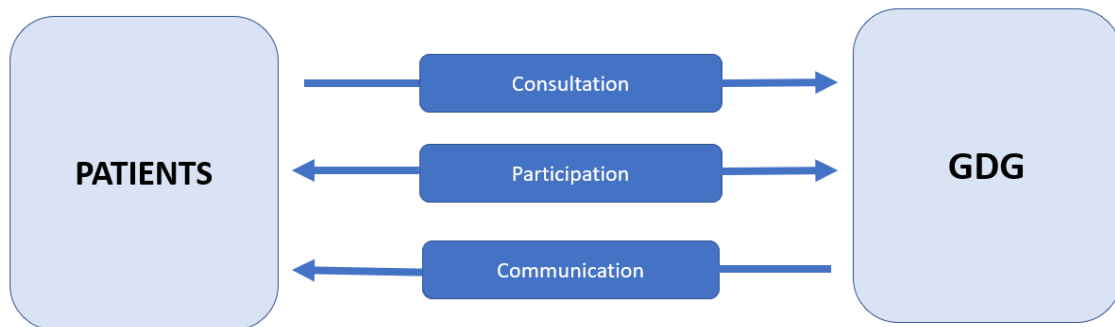 PATIENTS
Consultation
Participation
Communication
GDG